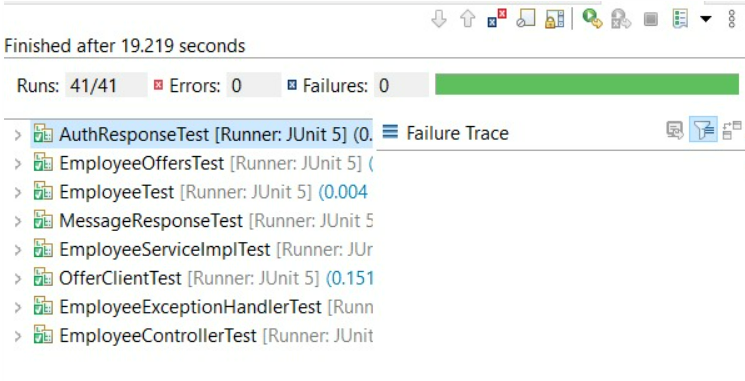 Finished after 19.219 seconds
Runs: 41/41 Errors: 0 Failures: 0
AuthResponseTest [Runner: JUnit 5] (0.
Failure Trace
EmployeeOffersTest [Runner: JUnit 5] (
EmployeeTest [Runner: JUnit 5] (0.004
MessageResponseTest [Runner: JUnit 5
EmployeeServiceImplTest [Runner: JUr
OfferClientTest [Runner: JUnit 5] (0.151
EmployeeExceptionHandlerTest [Runn
EmployeeControllerTest [Runner: JUnit